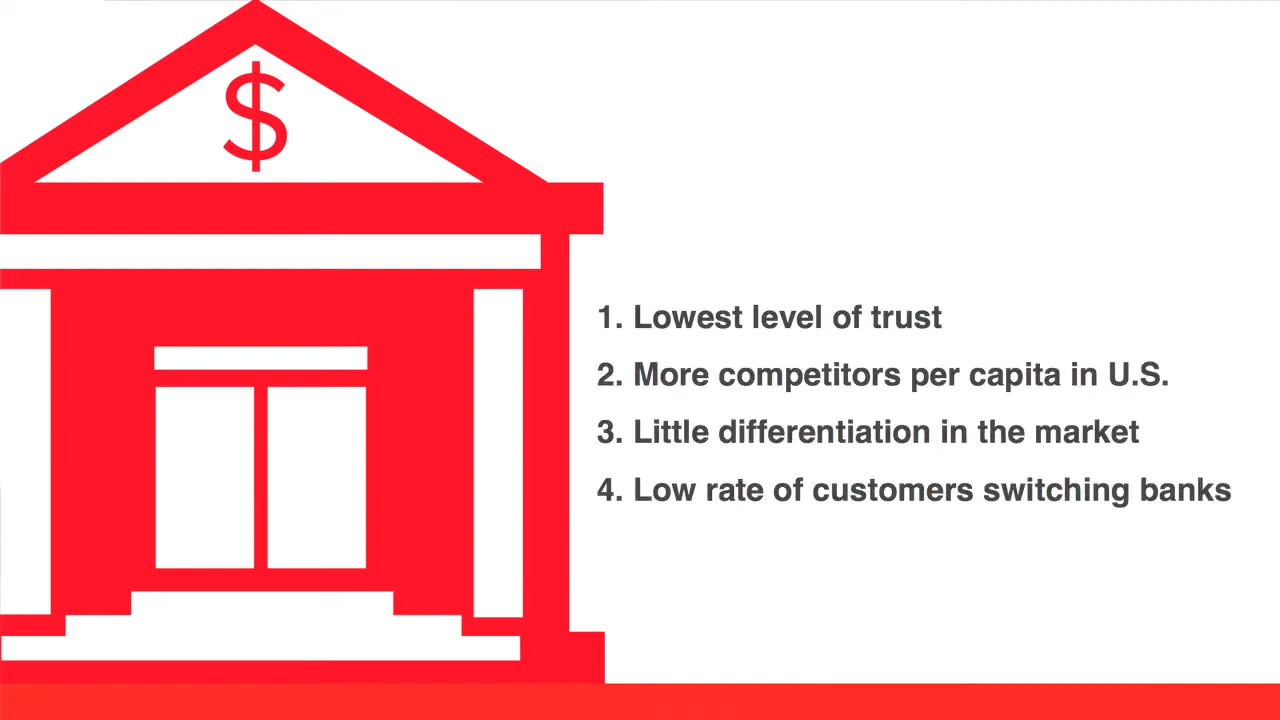 $
1. Lowest level of trust
2. More competitors per capita in U.S.
3. Little differentiation in the market
4. Low rate of customers switching banks